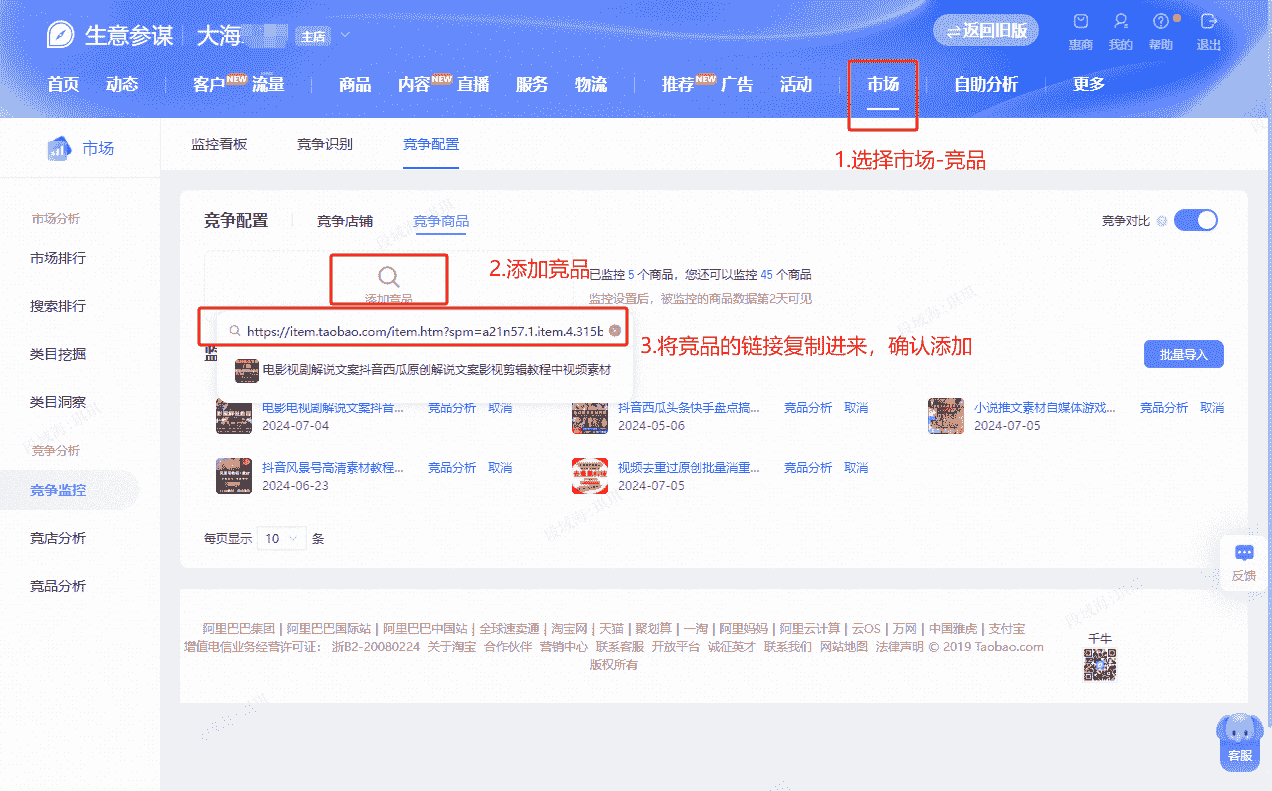 生意参谋 大海 主店
返回旧版
惠商 我的 帮助 退出
首页 动态 客户 NEW 流量 商品 内容 NEW 直播 服务 物流 推荐 NEW 广告 活动 市场 自助分析 更多
市场
监控看板 竞争识别 竞争配置
1.选择市场-竞品
市场分析
市场排行
搜索排行
类目挖掘
类目洞察
竞争分析
竞争监控
竞店分析
竞品分析
竞争配置 竞争店铺 竞争商品
竞争对比
添加竞品
2.添加竞品
已监控 5 个商品，您还可以监控 45 个商品
监控设置后，被监控的商品数据第2天可见
https://item.taobao.com/item.htm?spm=a21n57.1.item.4.315b
3.将竞品的链接复制进来，确认添加
监
批量导入
电影视剧解说文案抖音西瓜原创解说文案影视剪辑教程中视频素材
电影电视剧解说文案抖音... 竞品分析 取消
2024-07-04
抖音西瓜头条快手盘点搞... 竞品分析 取消
2024-05-06
小说推文素材自媒体游戏... 竞品分析 取消
2024-07-05
抖音风景号高清素材教程... 竞品分析 取消
2024-06-23
视频去重过原创批量消重... 竞品分析 取消
2024-07-05
每页显示 10 条
反馈
阿里巴巴集团 | 阿里巴巴国际站 | 阿里巴巴中国站 | 全球速卖通 | 淘宝网 | 天猫 | 聚划算 | 一淘 | 阿里妈妈 | 阿里云计算 | 云OS | 万网 | 中国雅虎 | 支付宝
增值电信业务经营许可证： 浙B2-20080224 关于淘宝 合作伙伴 营销中心 联系客服 开放平台 诚征英才 联系我们 网站地图 法律声明 © 2019 Taobao.com
版权所有
千牛
客服